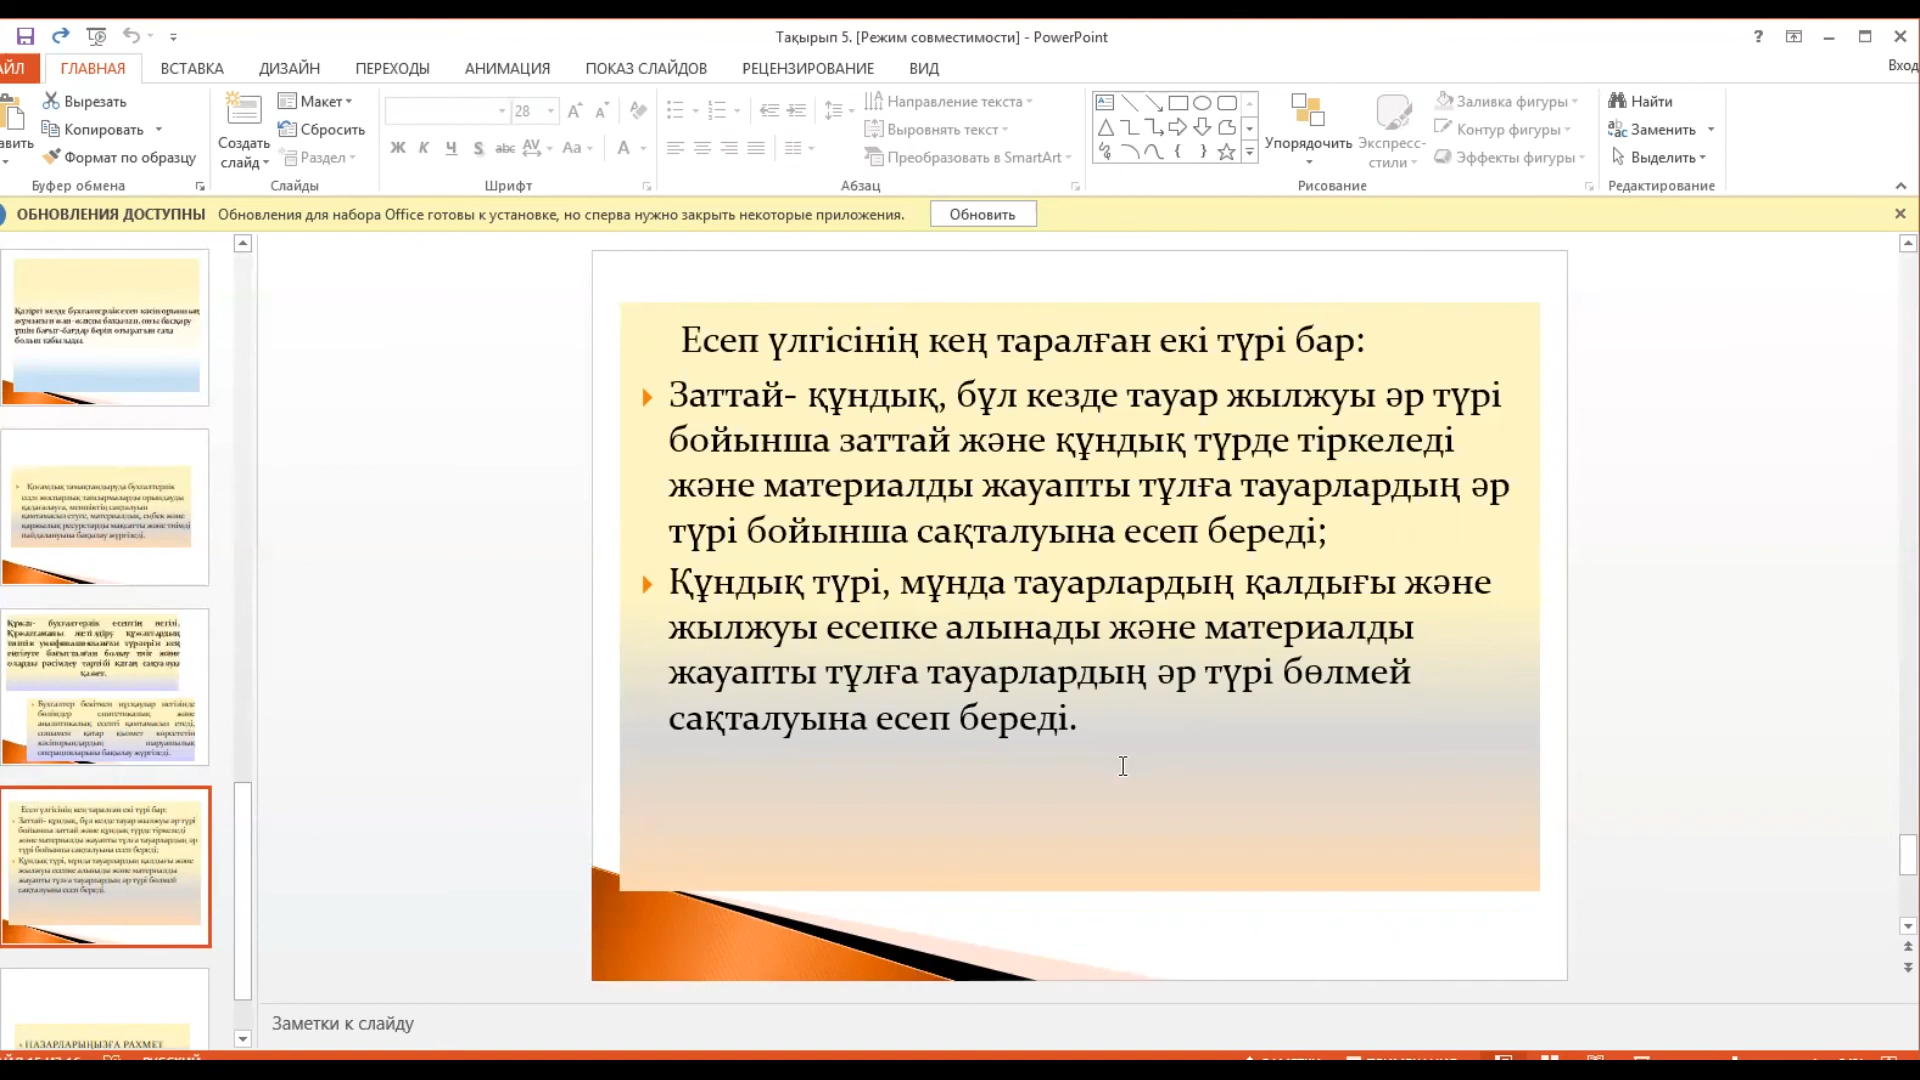 Тақырып 5. [Режим совместимости] - PowerPoint
ГЛАВНАЯ ВСТАВКА ДИЗАЙН ПЕРЕХОДЫ АНИМАЦИЯ ПОКАЗ СЛАЙДОВ РЕЦЕНЗИРОВАНИЕ ВИД
Вход
Вырезать
Копировать
Формат по образцу
Буфер обмена
Создать слайд
Макет
Сбросить
Раздел
Слайды
28
Ж К Ч S abc AV Aa A
Шрифт
Направление текста
Выровнять текст
Преобразовать в SmartArt
Абзац
Упорядочить
Экспресс-стили
Заливка фигуры
Контур фигуры
Эффекты фигуры
Рисование
Найти
Заменить
Выделить
Редактирование
ОБНОВЛЕНИЯ ДОСТУПНЫ Обновления для набора Office готовы к установке, но сперва нужно закрыть некоторые приложения. Обновить
Есеп үлгісінің кең таралған екі түрі бар:
Заттай- құндық, бұл кезде тауар жылжуы әр түрі
бойынша заттай және құндық түрде тіркеледі
және материалды жауапты тұлға тауарлардың әр
түрі бойынша сақталуына есеп береді;
Құндық түрі, мұнда тауарлардың қалдығы және
жылжуы есепке алынады және материалды
жауапты тұлға тауарлардың әр түрі бөлмей
сақталуына есеп береді.
Заметки к слайду